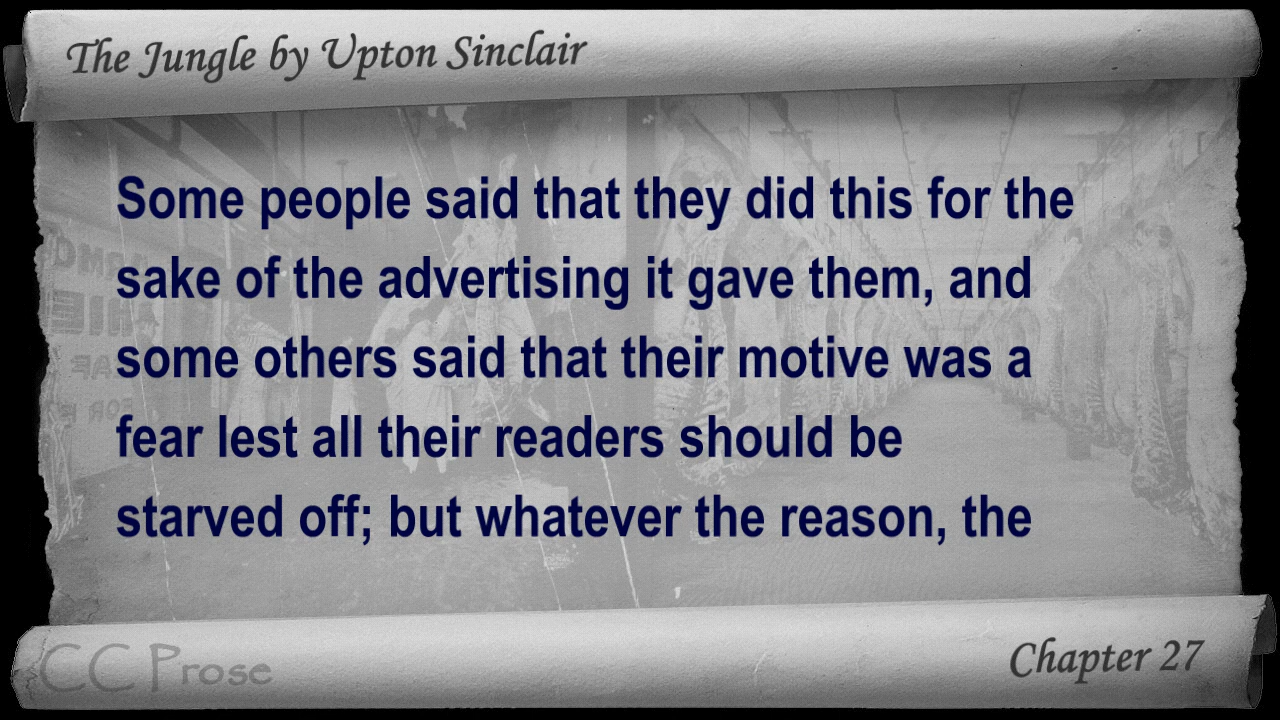 The Jungle by Upton Sinclair
Some people said that they did this for the
sake of the advertising it gave them, and
some others said that their motive was a
fear lest all their readers should be
starved off; but whatever the reason, the
CC Prose
Chapter 27